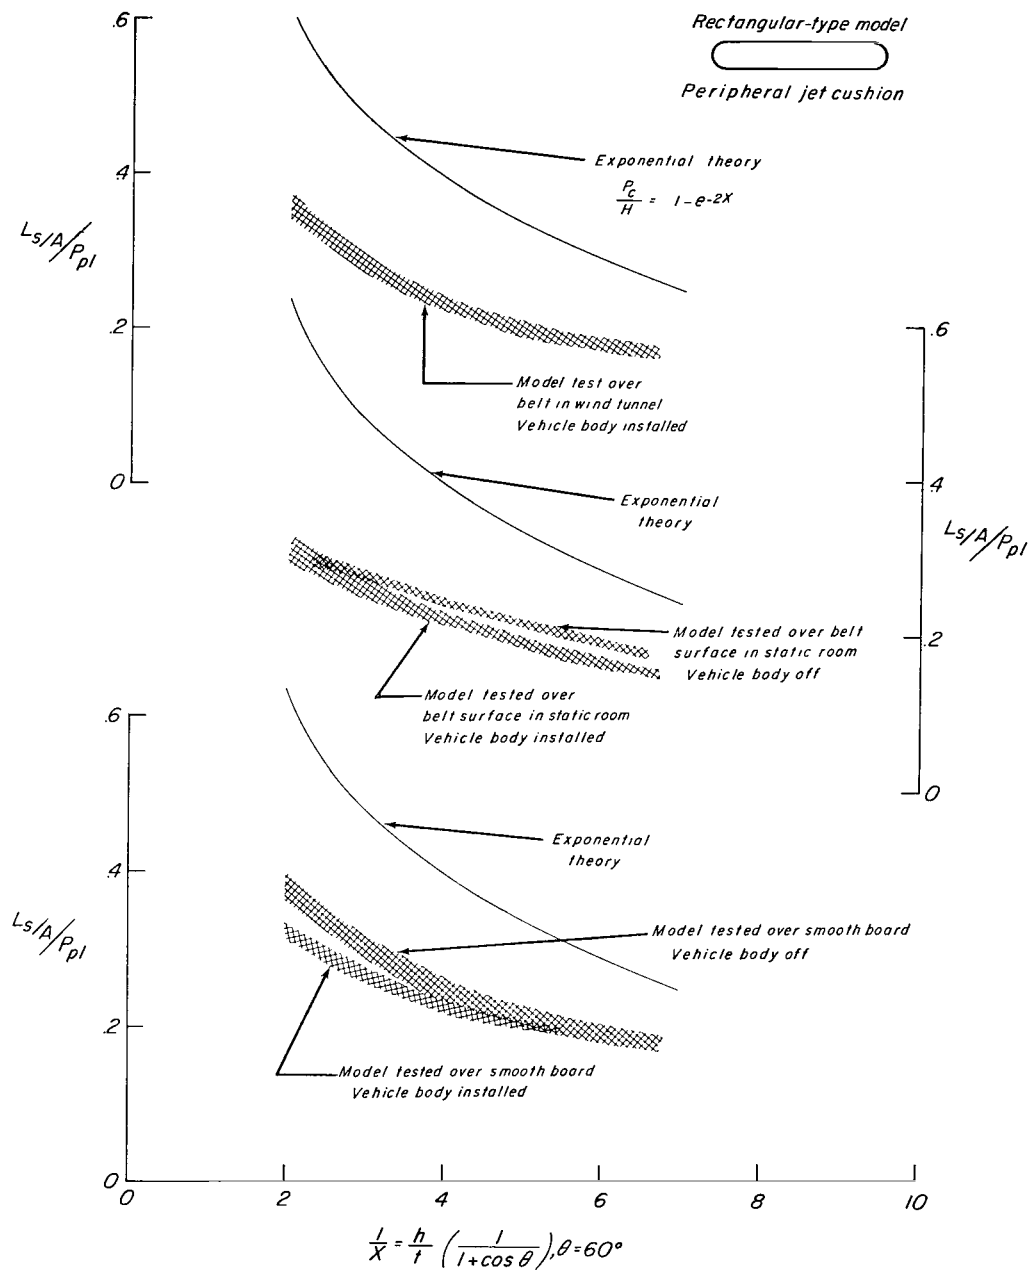 Rectangular-type model
Peripheral jet cushion
.6
.4
.2
0
Ls/A/Ppl
Exponential theory
Pc/H = 1-e-2X
Model test over
belt in wind tunnel
Vehicle body installed
.6
.4
.2
0
Ls/A/Ppl
Exponential
theory
Model tested over belt
surface in static room
Vehicle body off
Model tested over
belt surface in static room
Vehicle body installed
.6
.4
.2
0
Ls/A/Ppl
Exponential
theory
Model tested over smooth board
Vehicle body off
Model tested over smooth board
Vehicle body installed
0 2 4 6 8 10
1/X = h/t (1/1+cos θ), θ=60°